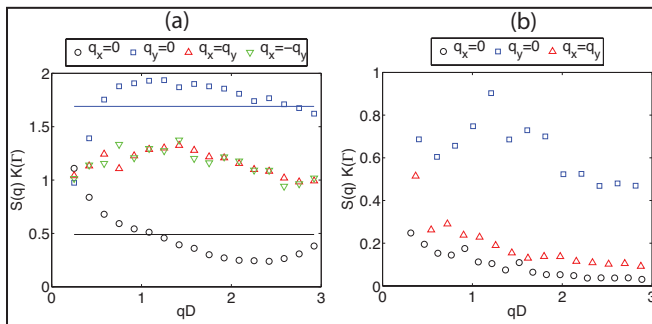 (a)
q_x=0 q_y=0 q_x=q_y q_x=-q_y
2
1.5
1
0.5
0
S(q) K(Γ)
0 1 2 3
qD
(b)
q_x=0 q_y=0 q_x=q_y
1
0.8
0.6
0.4
0.2
0
S(q) K(Γ)
0 1 2 3
qD